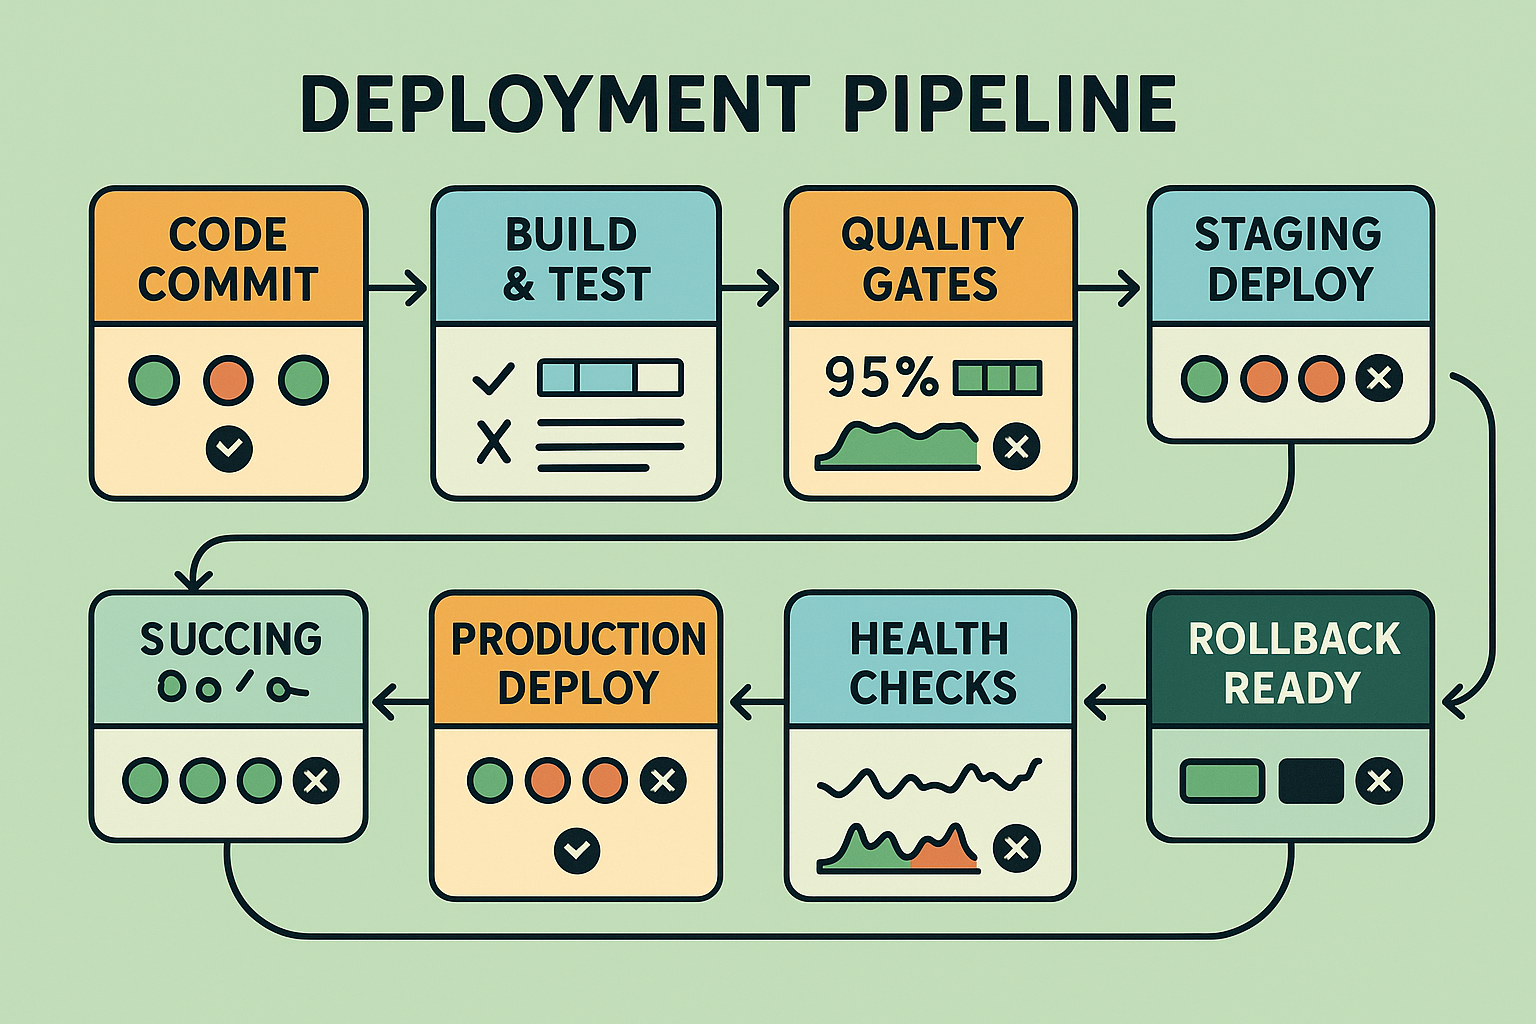 DEPLOYMENT PIPELINE
CODE
COMMIT
BUILD
& TEST
QUALITY
GATES
95%
STAGING
DEPLOY
SUCCING
PRODUCTION
DEPLOY
HEALTH
CHECKS
ROLLBACK
READY